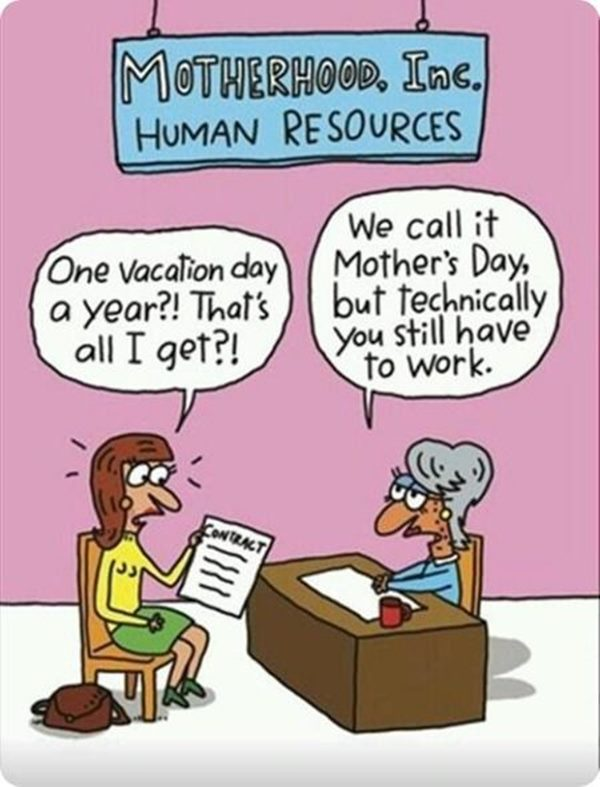 MOTHERHOOD, Inc.
HUMAN RESOURCES
One vacation day
a year?! That's
all I get?!
We call it
Mother's Day,
but technically
you still have
to work.
CONTRACT